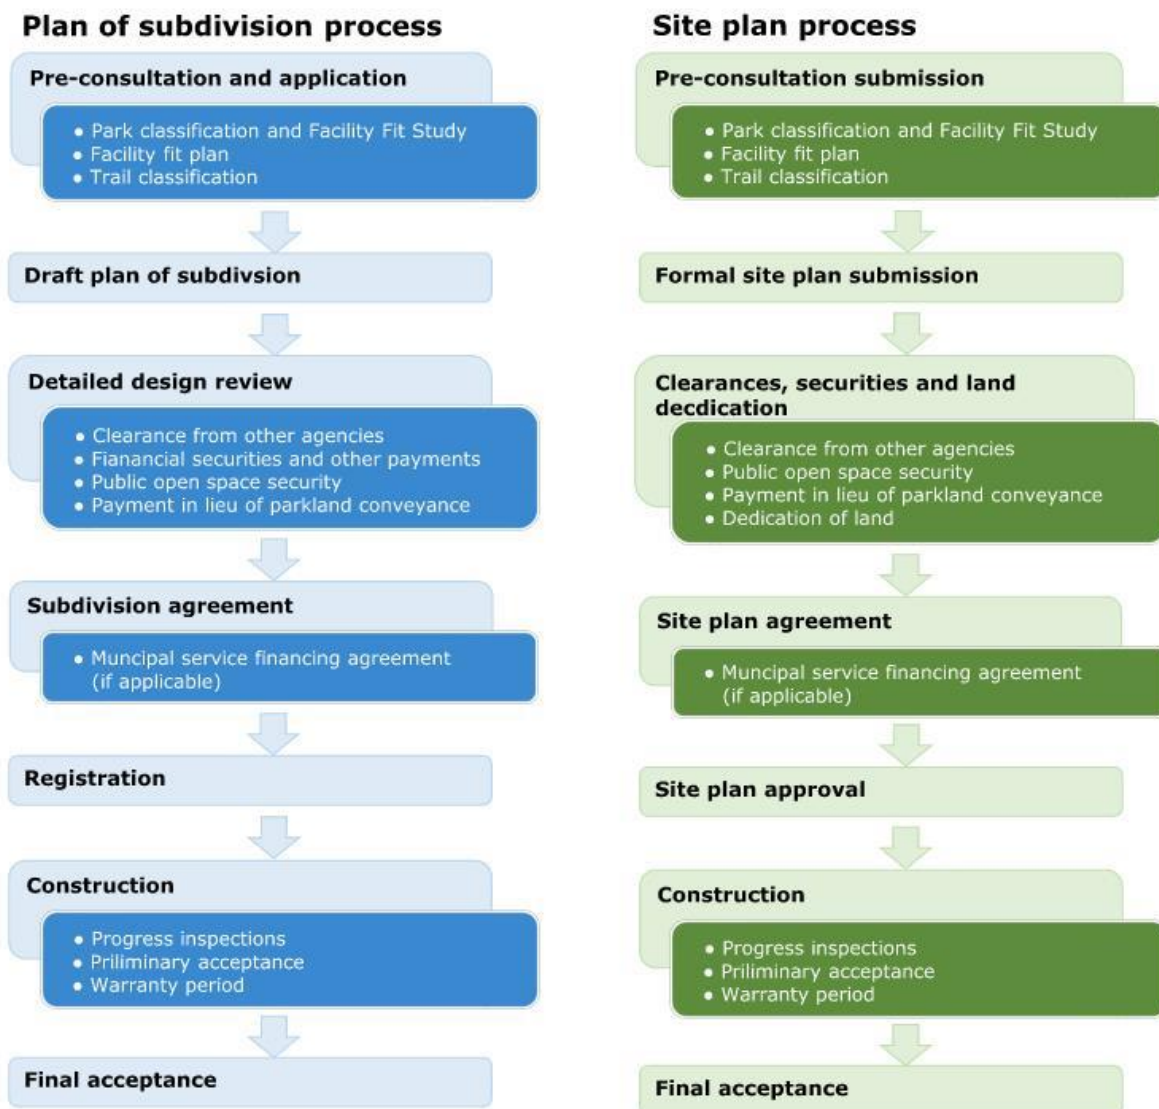 Plan of subdivision process
Pre-consultation and application
• Park classification and Facility Fit Study
• Facility fit plan
• Trail classification
Draft plan of subdivsion
Detailed design review
• Clearance from other agencies
• Fianancial securities and other payments
• Public open space security
• Payment in lieu of parkland conveyance
Subdivision agreement
• Muncipal service financing agreement
(if applicable)
Registration
Construction
• Progress inspections
• Priliminary acceptance
• Warranty period
Final acceptance
Site plan process
Pre-consultation submission
• Park classification and Facility Fit Study
• Facility fit plan
• Trail classification
Formal site plan submission
Clearances, securities and land
decdication
• Clearance from other agencies
• Public open space security
• Payment in lieu of parkland conveyance
• Dedication of land
Site plan agreement
• Muncipal service financing agreement
(if applicable)
Site plan approval
Construction
• Progress inspections
• Priliminary acceptance
• Warranty period
Final acceptance